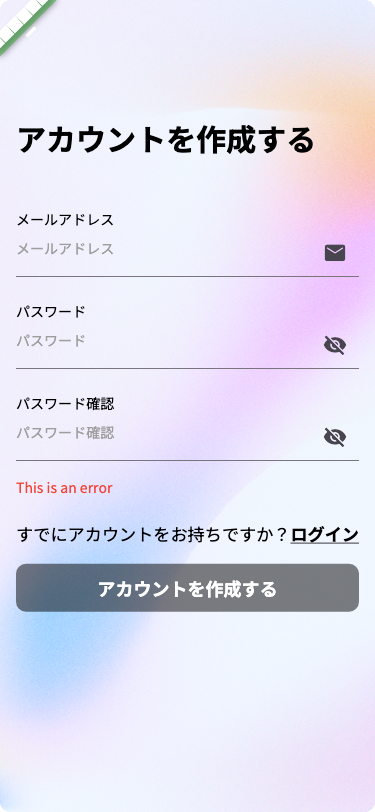 アカウントを作成する
メールアドレス
メールアドレス
パスワード
パスワード
パスワード確認
パスワード確認
This is an error
すでにアカウントをお持ちですか？ログイン
アカウントを作成する